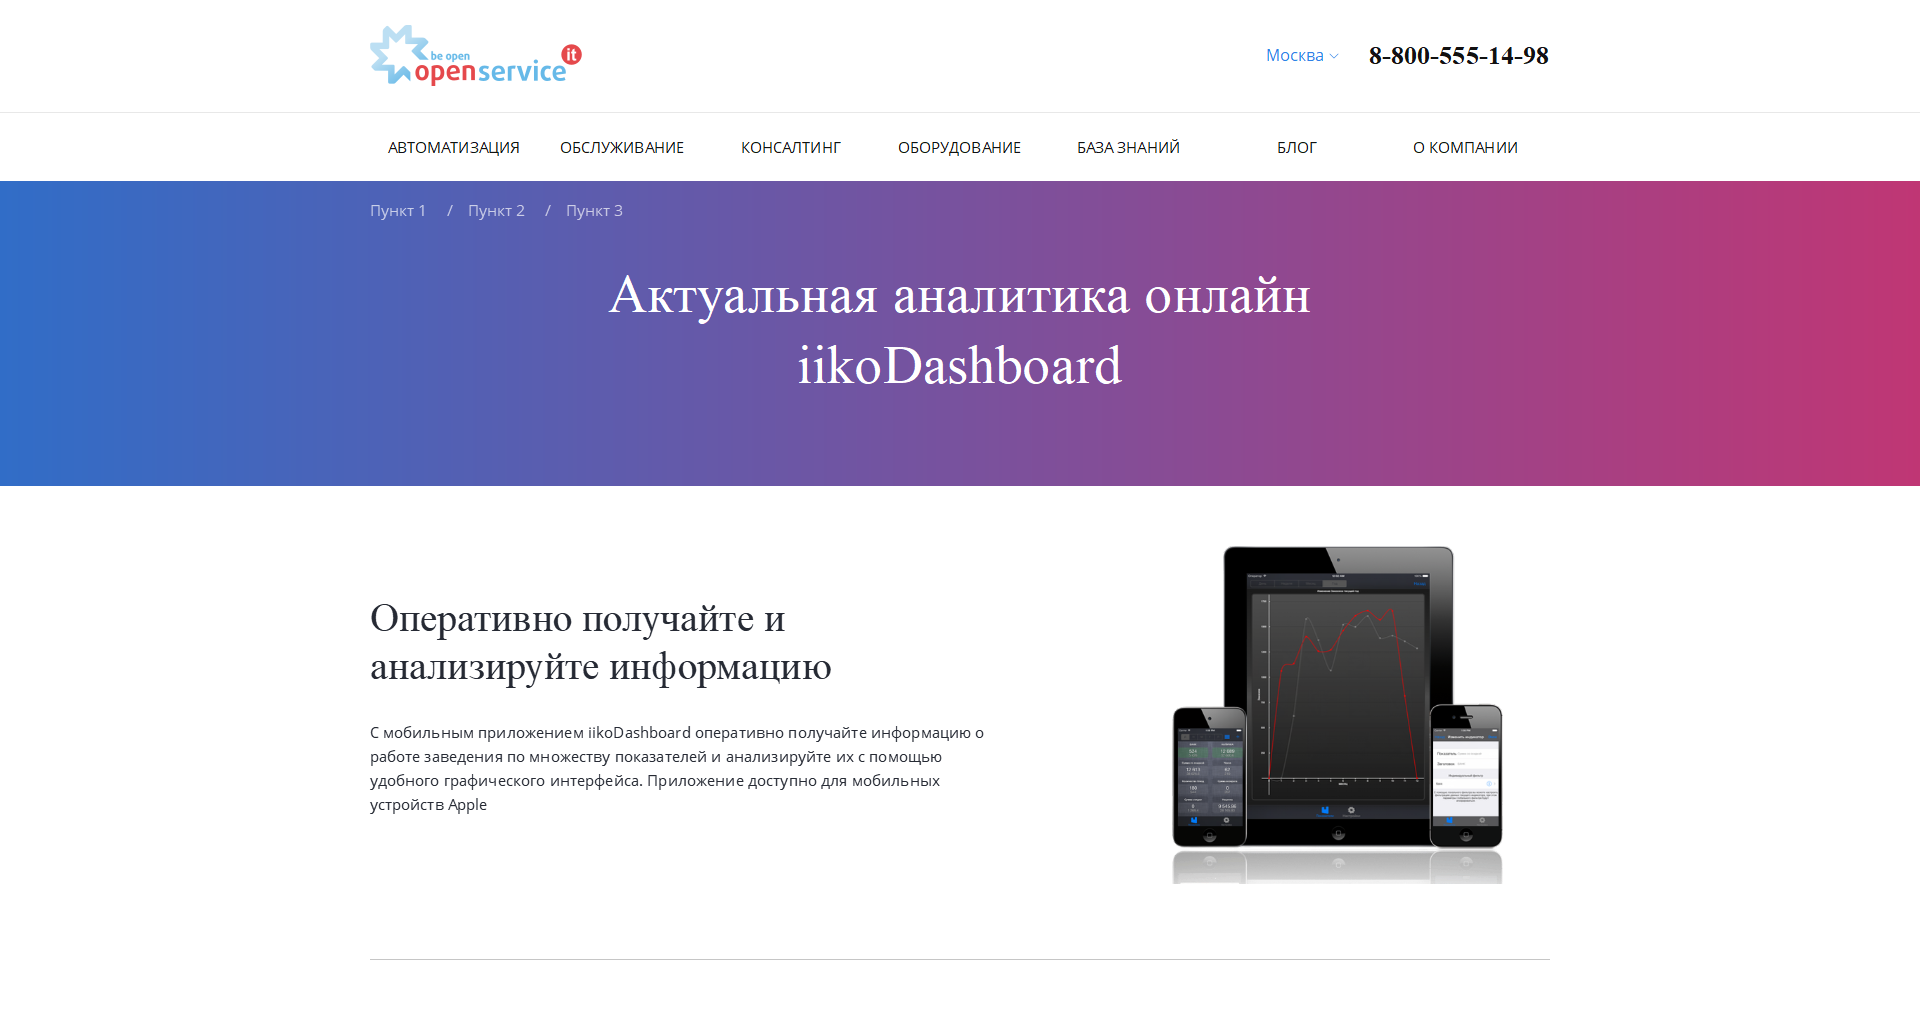 be open
openservice it
Москва
8-800-555-14-98
АВТОМАТИЗАЦИЯ
ОБСЛУЖИВАНИЕ
КОНСАЛТИНГ
ОБОРУДОВАНИЕ
БАЗА ЗНАНИЙ
БЛОГ
О КОМПАНИИ
Пункт 1 / Пункт 2 / Пункт 3
Актуальная аналитика онлайн
iikoDashboard
Оперативно получайте и
анализируйте информацию
С мобильным приложением iikoDashboard оперативно получайте информацию о
работе заведения по множеству показателей и анализируйте их с помощью
удобного графического интерфейса. Приложение доступно для мобильных
устройств Apple